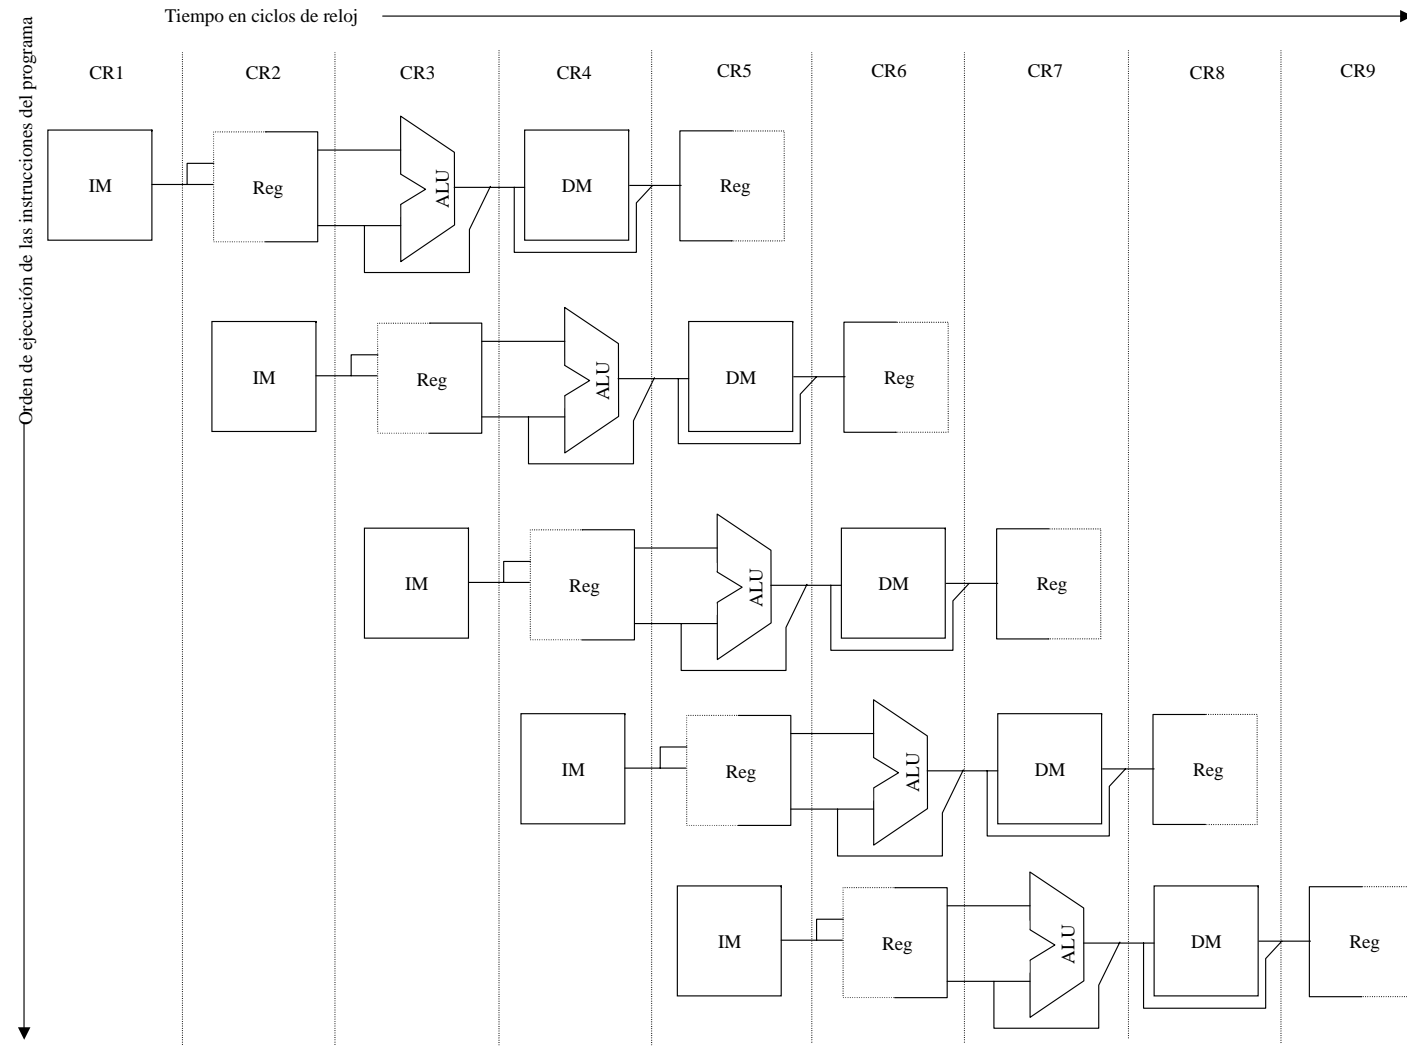 Tiempo en ciclos de reloj
Orden de ejecución de las instrucciones del programa
CR1 CR2 CR3 CR4 CR5 CR6 CR7 CR8 CR9
IM Reg ALU DM Reg
IM Reg ALU DM Reg
IM Reg ALU DM Reg
IM Reg ALU DM Reg
IM Reg ALU DM Reg